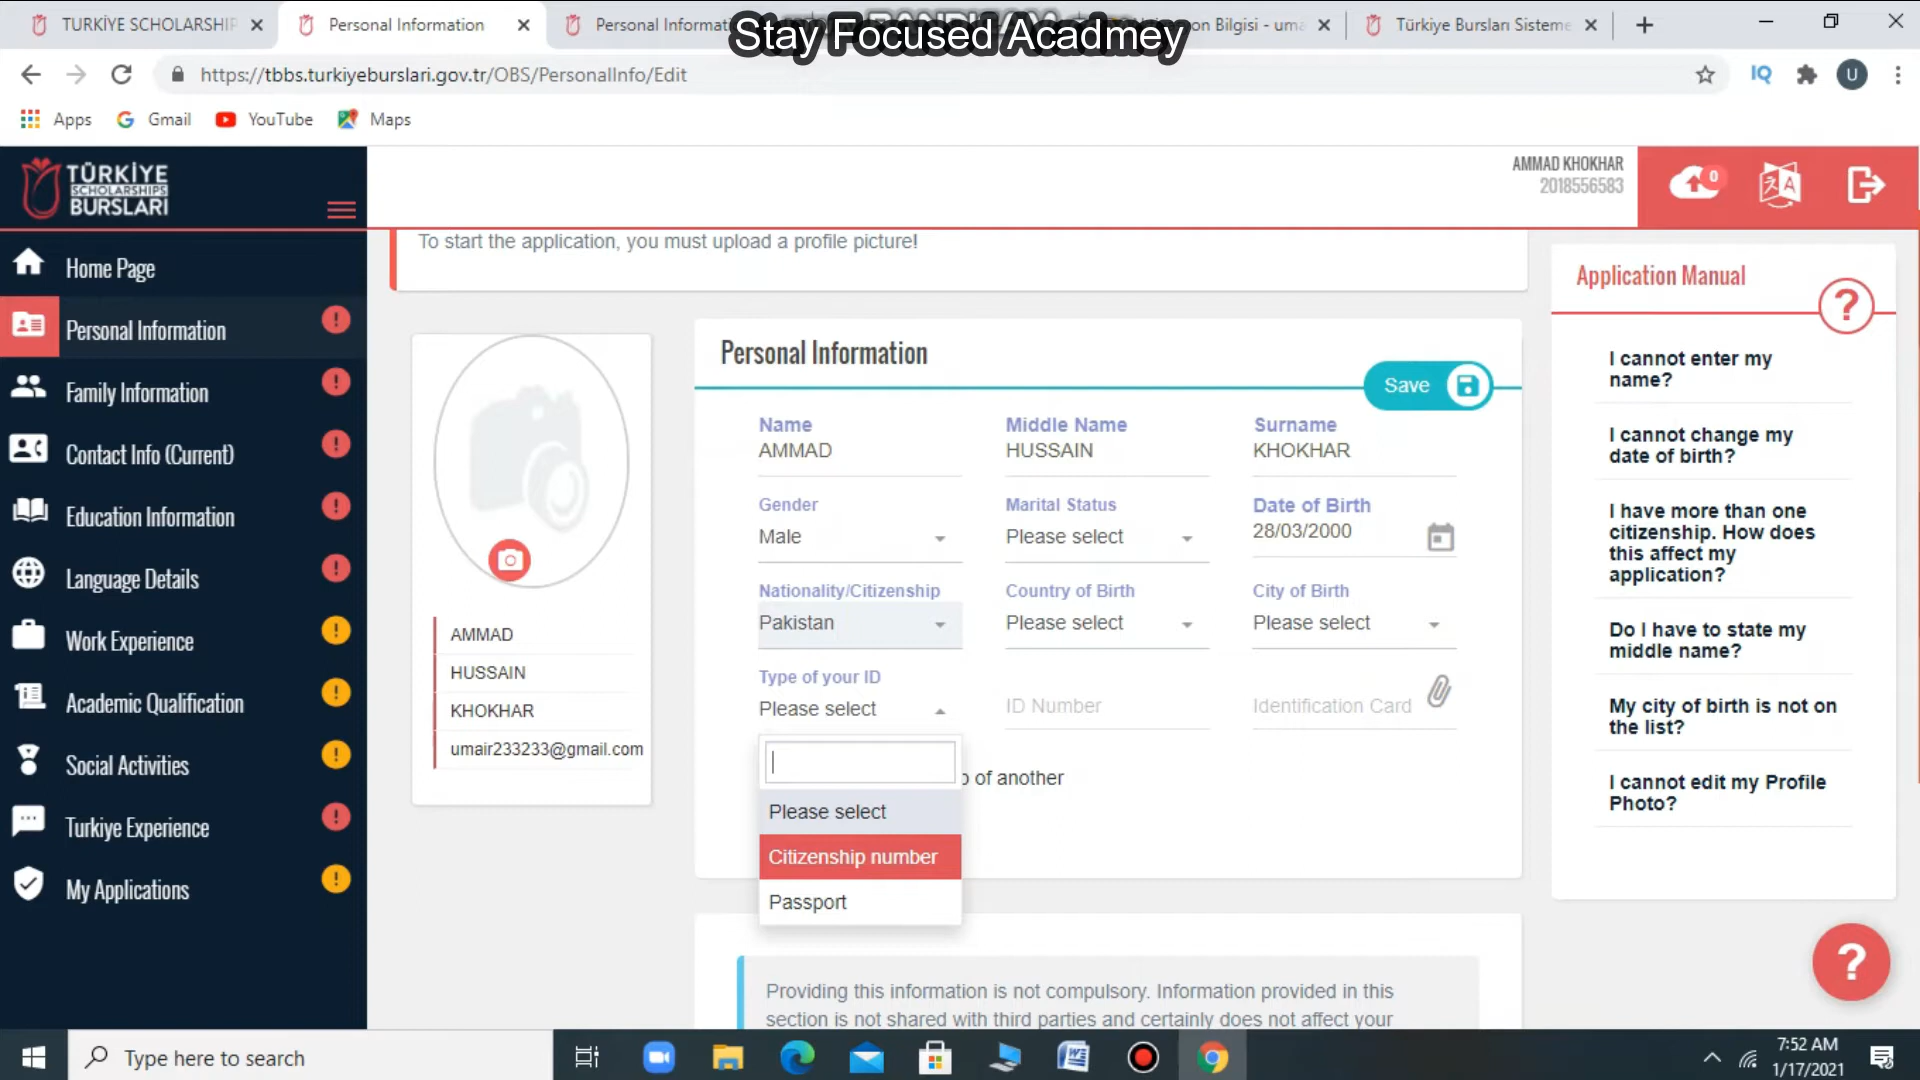 TURKİYE SCHOLARSHIP
Personal Information
Personal Informat
on Bilgisi - uma
Türkiye Bursları Sisteme
Stay Focused Acadmey
https://tbbs.turkiyeburslari.gov.tr/OBS/PersonalInfo/Edit
IQ
U
Apps
Gmail
YouTube
Maps
TÜRKİYE
SCHOLARSHIPS
BURSLARI
AMMAD KHOKHAR
2018556583
0
Home Page
Personal Information
Family Information
Contact Info (Current)
Education Information
Language Details
Work Experience
Academic Qualification
Social Activities
Turkiye Experience
My Applications
To start the application, you must upload a profile picture!
AMMAD
HUSSAIN
KHOKHAR
umair233233@gmail.com
Personal Information
Save
Name
AMMAD
Middle Name
HUSSAIN
Surname
KHOKHAR
Gender
Male
Marital Status
Please select
Date of Birth
28/03/2000
Nationality/Citizenship
Pakistan
Country of Birth
Please select
City of Birth
Please select
Type of your ID
Please select
ID Number
Identification Card
of another
Please select
Citizenship number
Passport
Providing this information is not compulsory. Information provided in this
section is not shared with third parties and certainly does not affect your
Application Manual
?
I cannot enter my
name?
I cannot change my
date of birth?
I have more than one
citizenship. How does
this affect my
application?
Do I have to state my
middle name?
My city of birth is not on
the list?
I cannot edit my Profile
Photo?
?
Type here to search
7:52 AM
1/17/2021